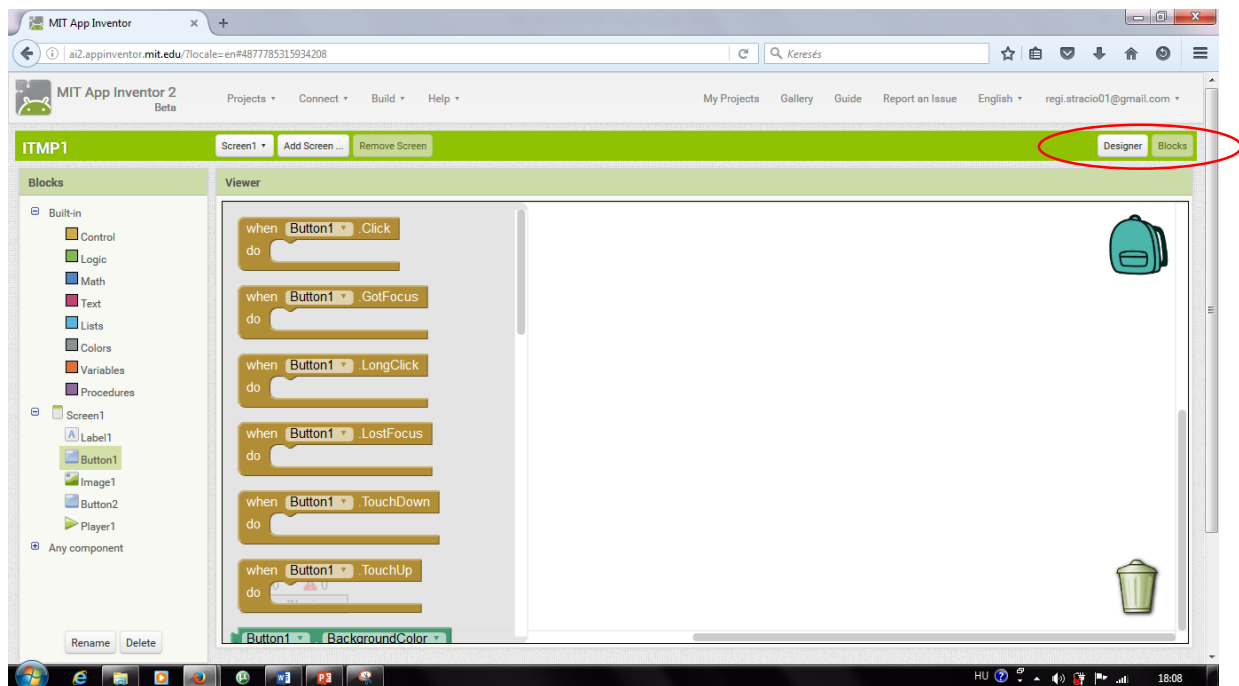 MIT App Inventor
ai2.appinventor.mit.edu/?locale=en#4877785315934208
Keresés
MIT App Inventor 2
Beta
Projects Connect Build Help
My Projects Gallery Guide Report an Issue English regi.stracio01@gmail.com
ITMP1
Screen1 Add Screen ... Remove Screen
Designer Blocks
Blocks
Viewer
Built-in
Control
Logic
Math
Text
Lists
Colors
Variables
Procedures
Screen1
Label1
Button1
Image1
Button2
Player1
Any component
Rename Delete
when Button1 .Click
do
when Button1 .GotFocus
do
when Button1 .LongClick
do
when Button1 .LostFocus
do
when Button1 .TouchDown
do
when Button1 .TouchUp
do
0 0
Button1 . BackgroundColor
HU
18:08